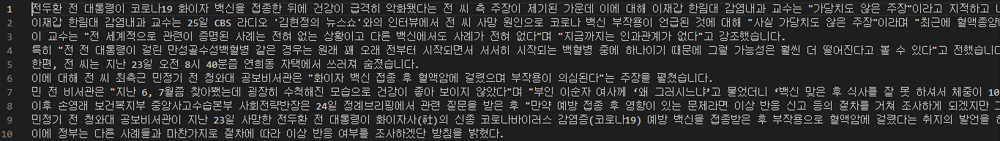 1 전두환 전 대통령이 코로나19 화이자 백신을 접종한 뒤에 건강이 급격히 악화됐다는 전 씨 측 주장이 제기된 가운데 이에 대해 이재갑 한림대 감염내과 교수는 "가당치도 않은 주장"이라고 지적하고
2 이재갑 한림대 감염내과 교수는 25일 CBS 라디오 '김현정의 뉴스쇼'와의 인터뷰에서 전 씨 사망 원인으로 코로나 백신 부작용이 언급된 것에 대해 "사실 가당치도 않은 주장"이라며 "최근에 혈액종양
3 이 교수는 "전 세계적으로 관련이 증명된 사례는 전혀 없는 상황이고 다른 백신에서도 사례가 전혀 없다"며 "지금까지는 인과관계가 없다"고 강조했습니다.
4 특히 "전 전 대통령이 걸린 만성골수성백혈병 같은 경우는 원래 꽤 오래 전부터 시작되면서 서서히 시작되는 백혈병 중에 하나이기 때문에 그럴 가능성은 훨씬 더 떨어진다고 볼 수 있다"고 전했습니다
5 한편, 전 씨는 지난 23일 오전 8시 40분쯤 연희동 자택에서 쓰러져 숨졌습니다.
6 이에 대해 전 씨 최측근 민정기 전 청와대 공보비서관은 "화이자 백신 접종 후 혈액암에 걸렸으며 부작용이 의심된다"는 주장을 펼쳤습니다.
7 민 전 비서관은 "지난 6, 7월쯤 찾아뵀는데 굉장히 수척해진 모습으로 건강이 좋아 보이지 않았다"며 "부인 이순자 여사께 ‘왜 그러시느냐’고 물었더니 ‘백신 맞은 후 식사를 잘 못 하셔서 체중이 10
8 이후 손영래 보건복지부 중앙사고수습본부 사회전략반장은 24일 정례브리핑에서 관련 질문을 받은 후 "만약 예방 접종 후 영향이 있는 문제라면 이상 반응 신고 등의 절차를 거쳐 조사하게 되겠지만
9 민정기 전 청와대 공보비서관이 지난 23일 사망한 전두환 전 대통령이 화이자사(社)의 신종 코로나바이러스 감염증(코로나19) 예방 백신을 접종받은 후 부작용으로 혈액암에 걸렸다는 취지의 발언을
10 이에 정부는 다른 사례들과 마찬가지로 절차에 따라 이상 반응 여부를 조사하겠단 방침을 밝혔다.